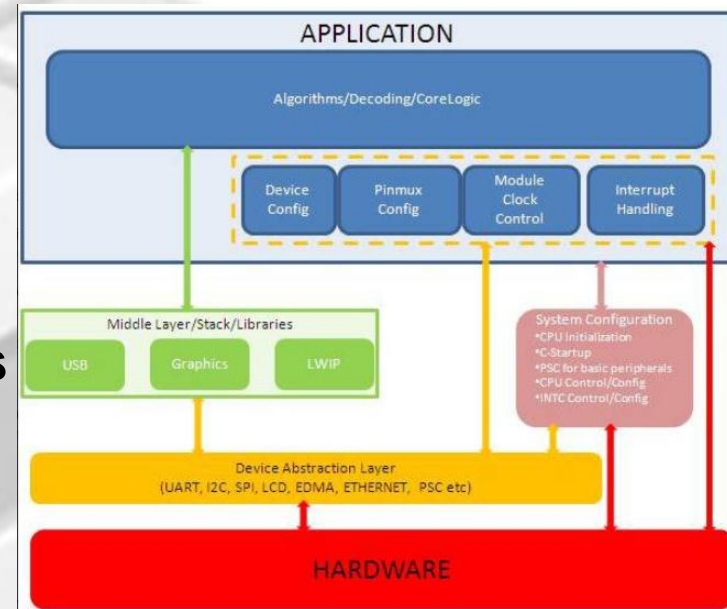 APPLICATION
Algorithms/Decoding/CoreLogic
Device
Config
Pinmux
Config
Module
Clock
Control
Interrupt
Handling
Middle Layer/Stack/Libraries
USB
Graphics
LWIP
System Configuration
•CPU Initialization
•C-Startup
•PSC for basic peripherals
•CPU Control/Config
•INTC Control/Config
s
Device Abstraction Layer
(UART, I2C, SPI, LCD, EDMA, ETHERNET, PSC etc)
HARDWARE